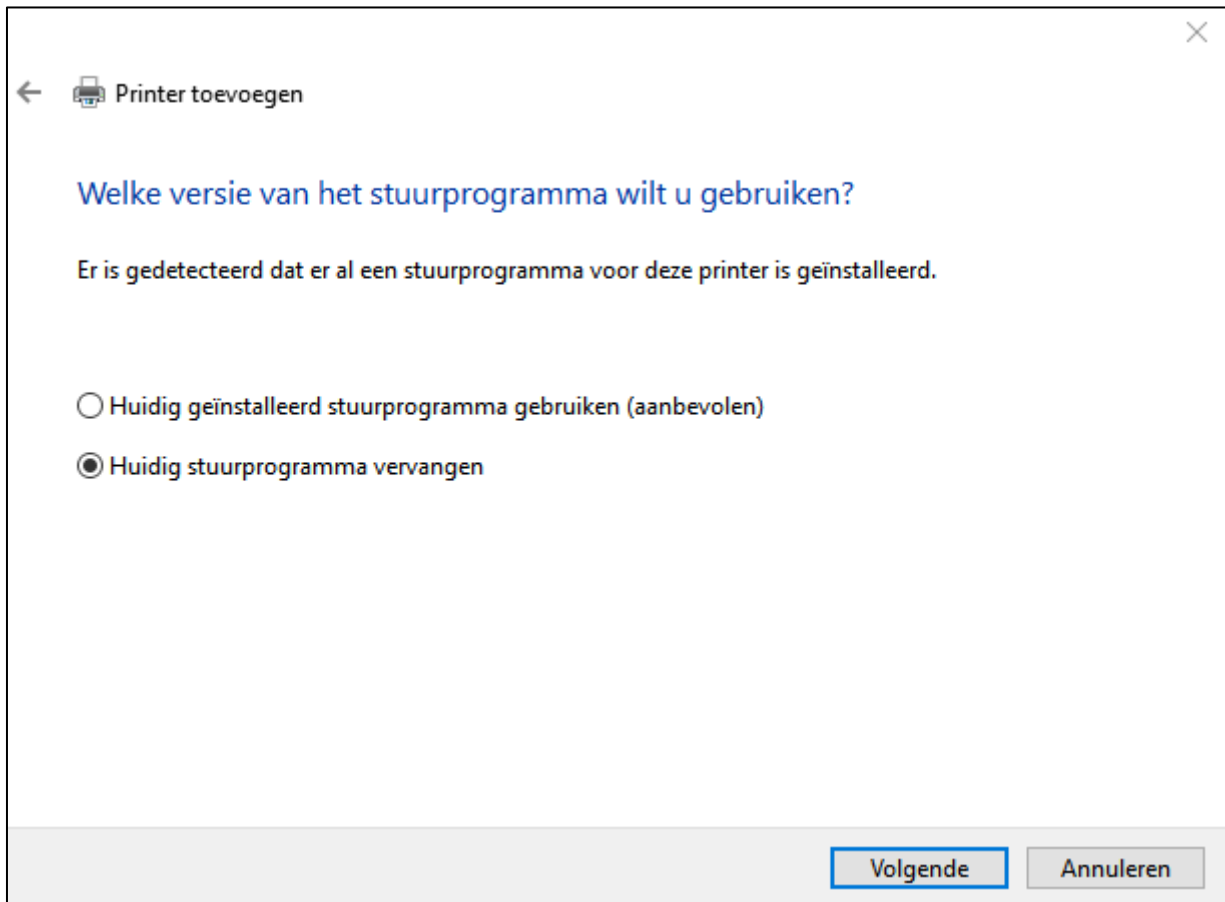 Printer toevoegen
Welke versie van het stuurprogramma wilt u gebruiken?
Er is gedetecteerd dat er al een stuurprogramma voor deze printer is geïnstalleerd.
Huidig geïnstalleerd stuurprogramma gebruiken (aanbevolen)
Huidig stuurprogramma vervangen
Volgende Annuleren